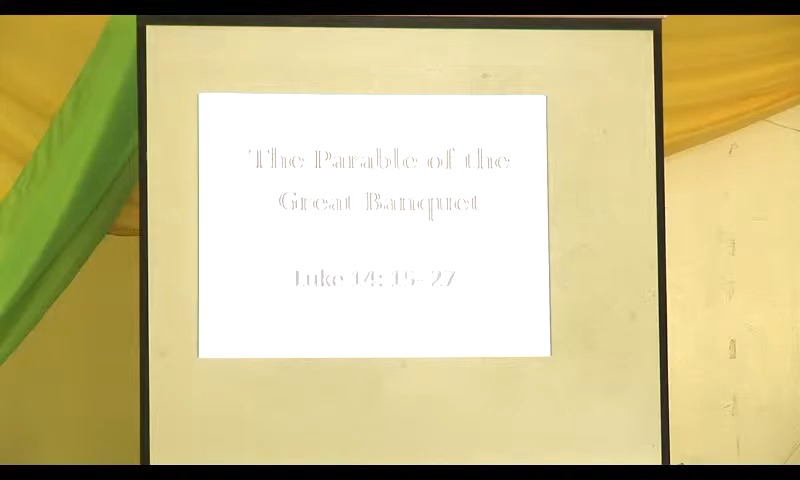 The Parable of the
Great Banquet
Luke 14: 15- 27